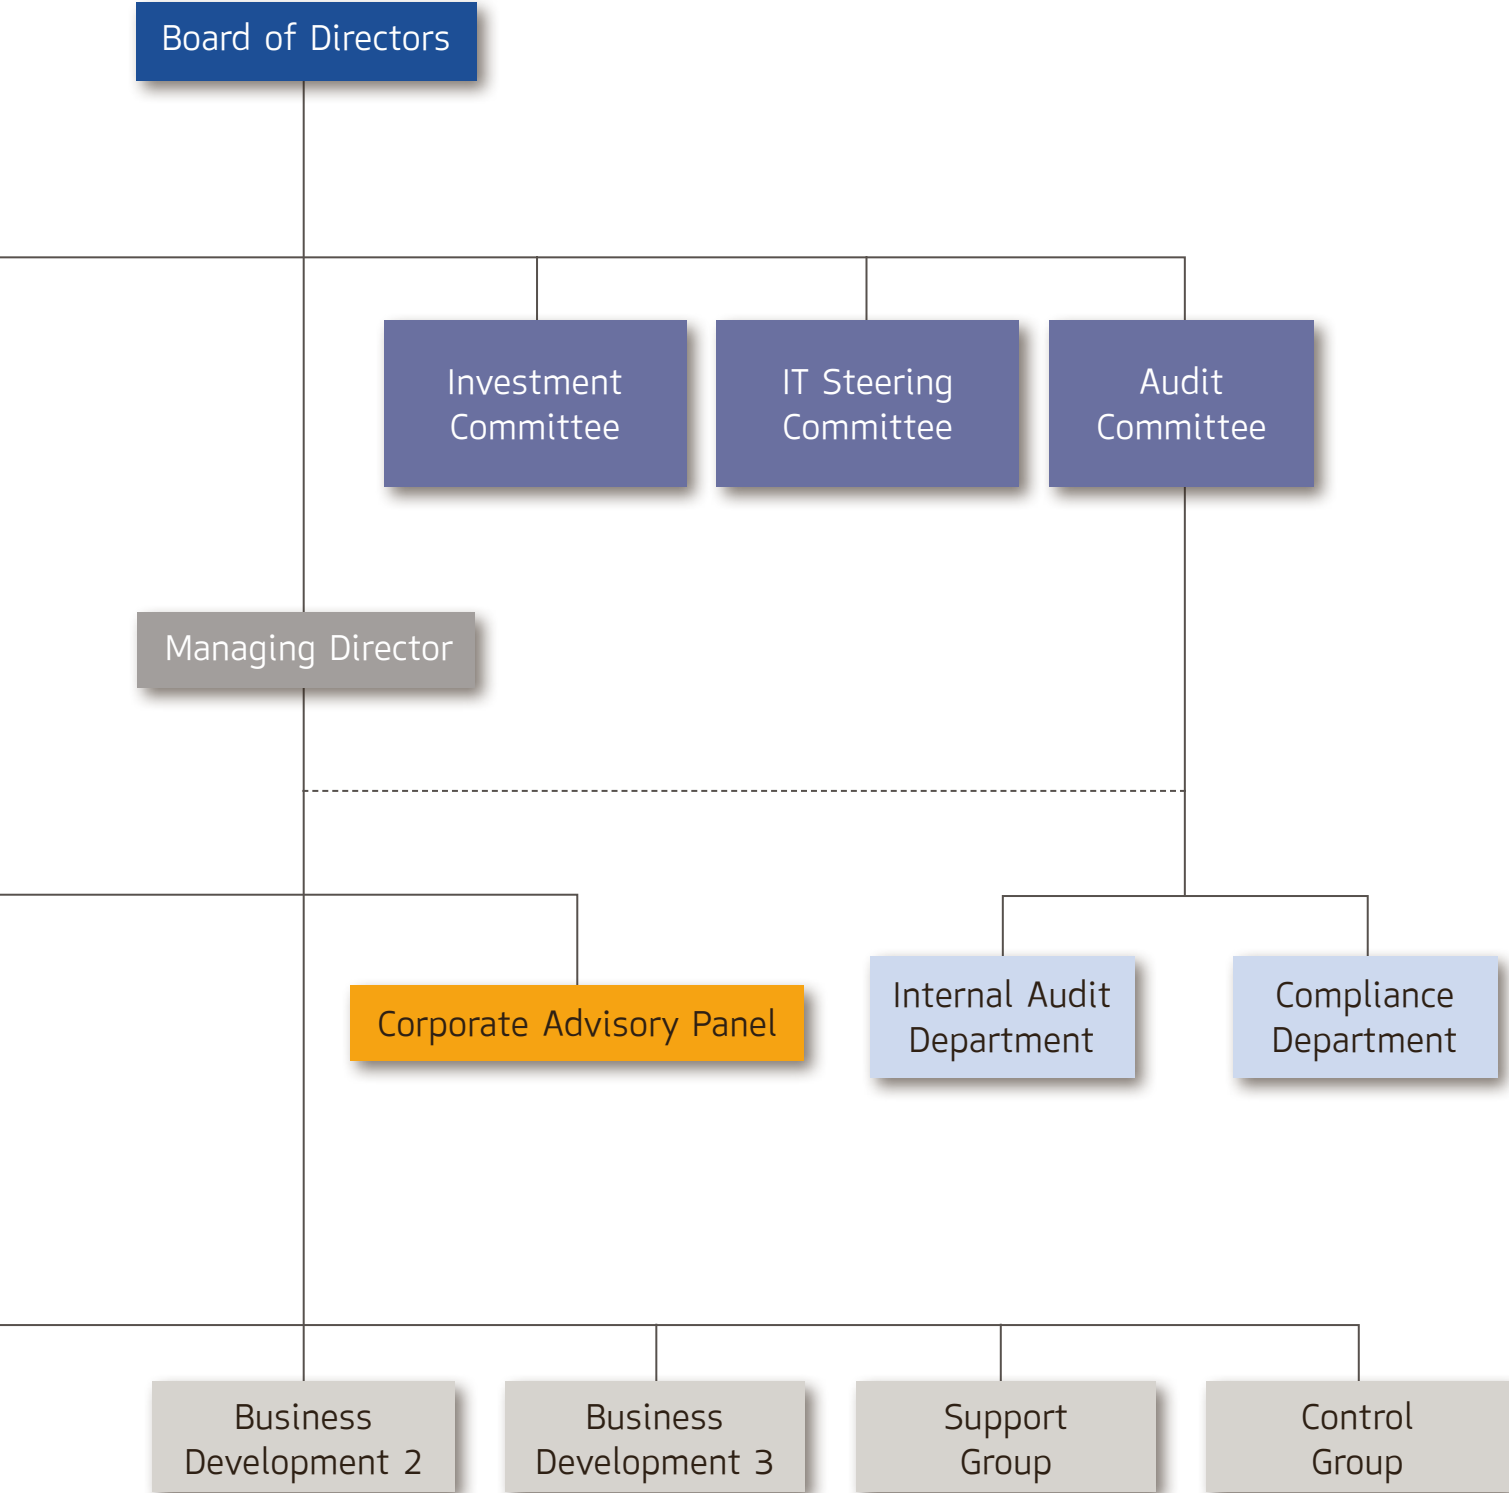 Board of Directors
Investment
Committee
IT Steering
Committee
Audit
Committee
Managing Director
Corporate Advisory Panel
Internal Audit
Department
Compliance
Department
Business
Development 2
Business
Development 3
Support
Group
Control
Group